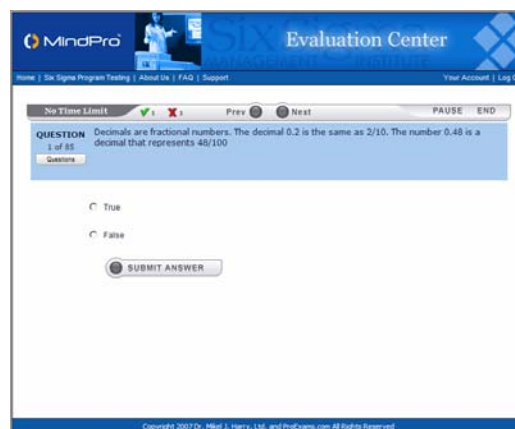 MindPro
Six Sigma
MANAGEMENT INSTITUTE
Evaluation Center
Home | Six Sigma Program Testing | About Us | FAQ | Support
Your Account | Log
No Time Limit
Prev
Next
PAUSE END
QUESTION
1 of 85
Questions
Decimals are fractional numbers. The decimal 0.2 is the same as 2/10. The number 0.48 is a
decimal that represents 48/100
True
False
SUBMIT ANSWER
Copyright 2007 Dr. Mikel J. Harry, Ltd. and ProExams.com All Rights Reserved